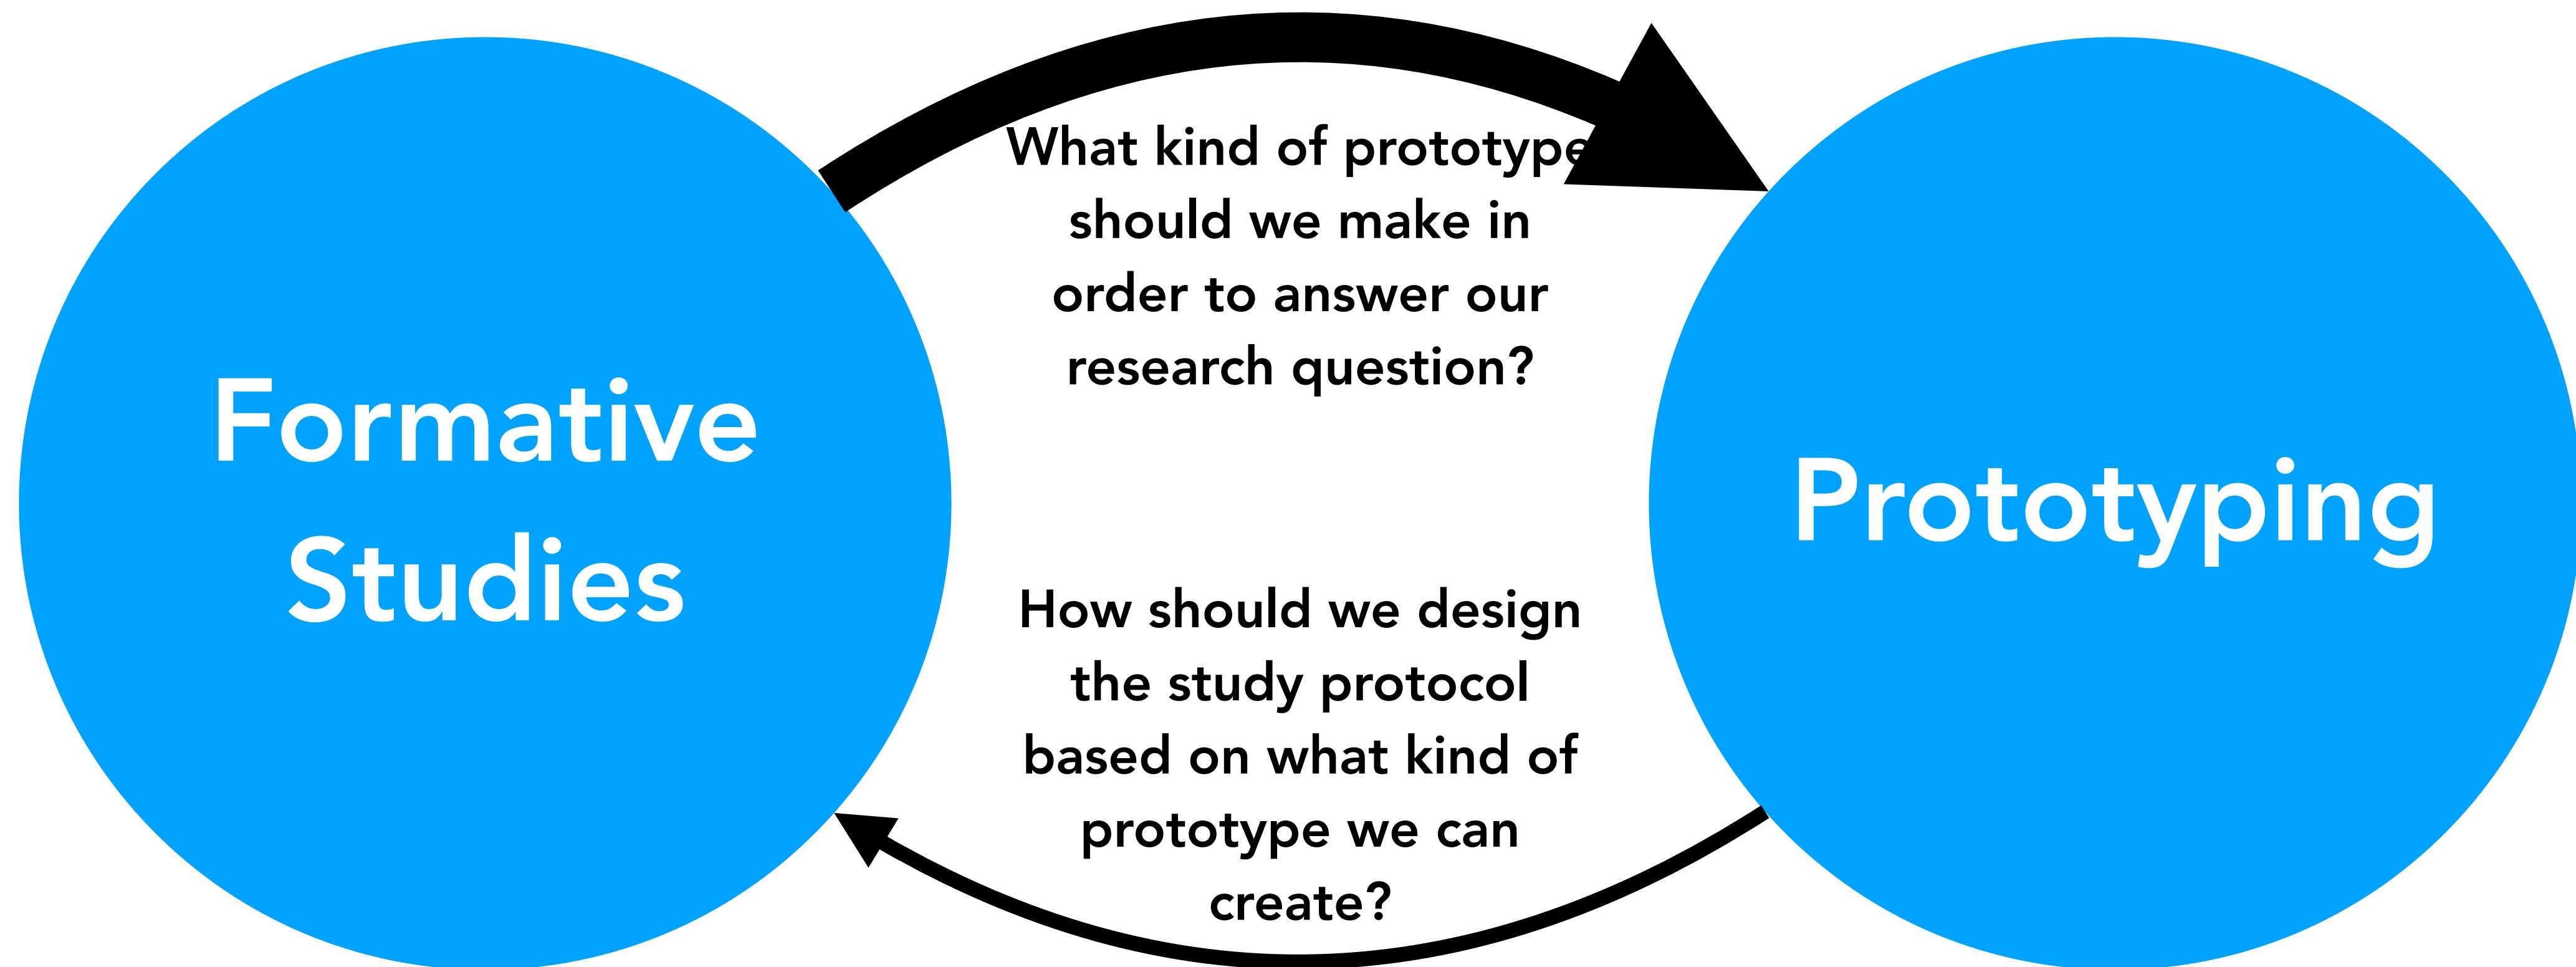 Formative
Studies
What kind of prototype
should we make in
order to answer our
research question?
How should we design
the study protocol
based on what kind of
prototype we can
create?
Prototyping